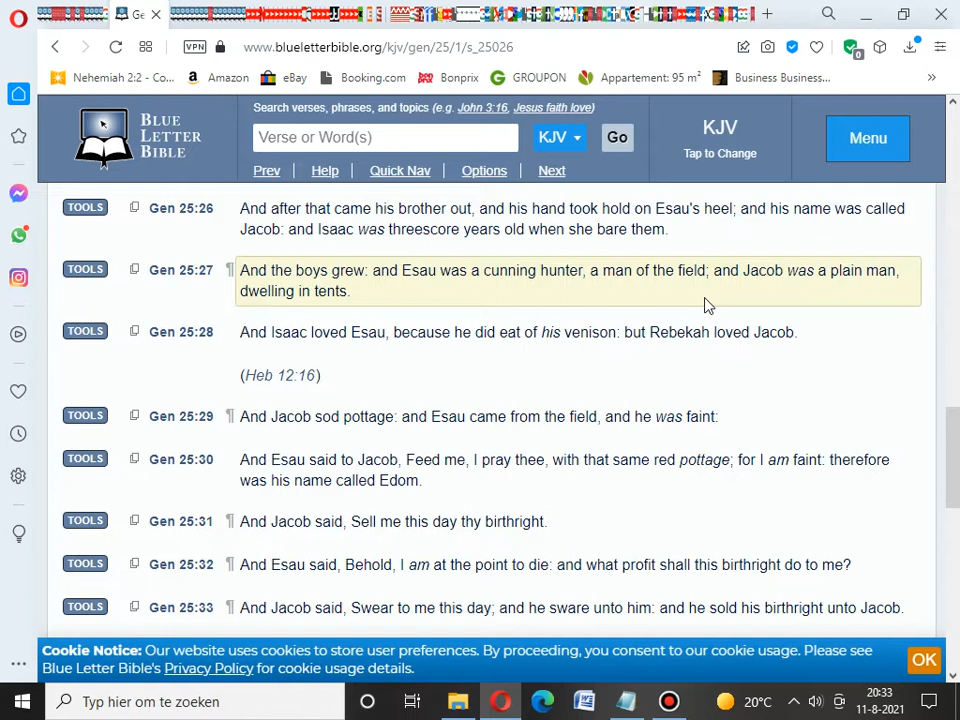 Ge
VPN www.blueletterbible.org/kjv/gen/25/1/s_25026
0
Nehemiah 2:2 - Co... Amazon eBay Booking.com Bonprix GROUPON Appartement: 95 m² Business Business... »
BLUE
LETTER
BIBLE
Search verses, phrases, and topics (e.g. John 3:16, Jesus faith love)
Verse or Word(s) KJV Go
Prev Help Quick Nav Options Next
KJV
Tap to Change
Menu
TOOLS Gen 25:26 And after that came his brother out, and his hand took hold on Esau's heel; and his name was called
Jacob: and Isaac was threescore years old when she bare them.
TOOLS Gen 25:27 ¶ And the boys grew: and Esau was a cunning hunter, a man of the field; and Jacob was a plain man,
dwelling in tents.
TOOLS Gen 25:28 And Isaac loved Esau, because he did eat of his venison: but Rebekah loved Jacob.
(Heb 12:16)
TOOLS Gen 25:29 ¶ And Jacob sod pottage: and Esau came from the field, and he was faint:
TOOLS Gen 25:30 And Esau said to Jacob, Feed me, I pray thee, with that same red pottage; for I am faint: therefore
was his name called Edom.
TOOLS Gen 25:31 ¶ And Jacob said, Sell me this day thy birthright.
TOOLS Gen 25:32 ¶ And Esau said, Behold, I am at the point to die: and what profit shall this birthright do to me?
TOOLS Gen 25:33 ¶ And Jacob said, Swear to me this day; and he sware unto him: and he sold his birthright unto Jacob.
Cookie Notice: Our website uses cookies to store user preferences. By proceeding, you consent to our cookie usage. Please see
Blue Letter Bible's Privacy Policy for cookie usage details.
OK
Typ hier om te zoeken
20°C
20:33
11-8-2021